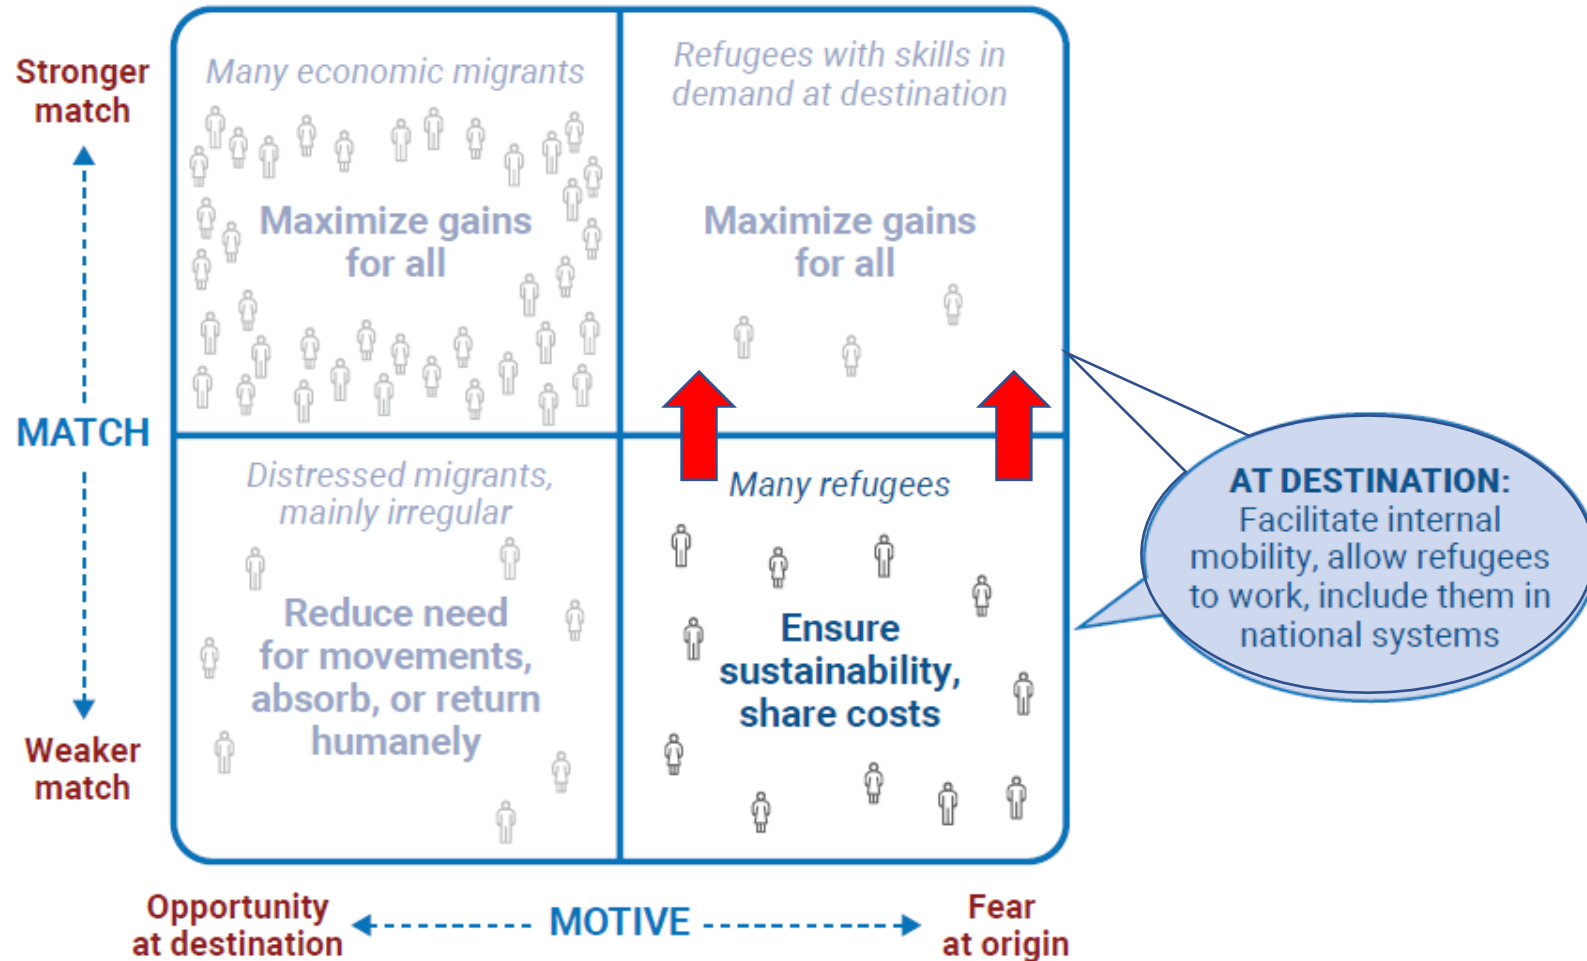 Stronger
match
Many economic migrants
Maximize gains
for all
Refugees with skills in
demand at destination
Maximize gains
for all
MATCH
Distressed migrants,
mainly irregular
Reduce need
for movements,
absorb, or return
humanely
Many refugees
Ensure
sustainability,
share costs
AT DESTINATION:
Facilitate internal
mobility, allow refugees
to work, include them in
national systems
Weaker
match
Opportunity
at destination
MOTIVE
Fear
at origin